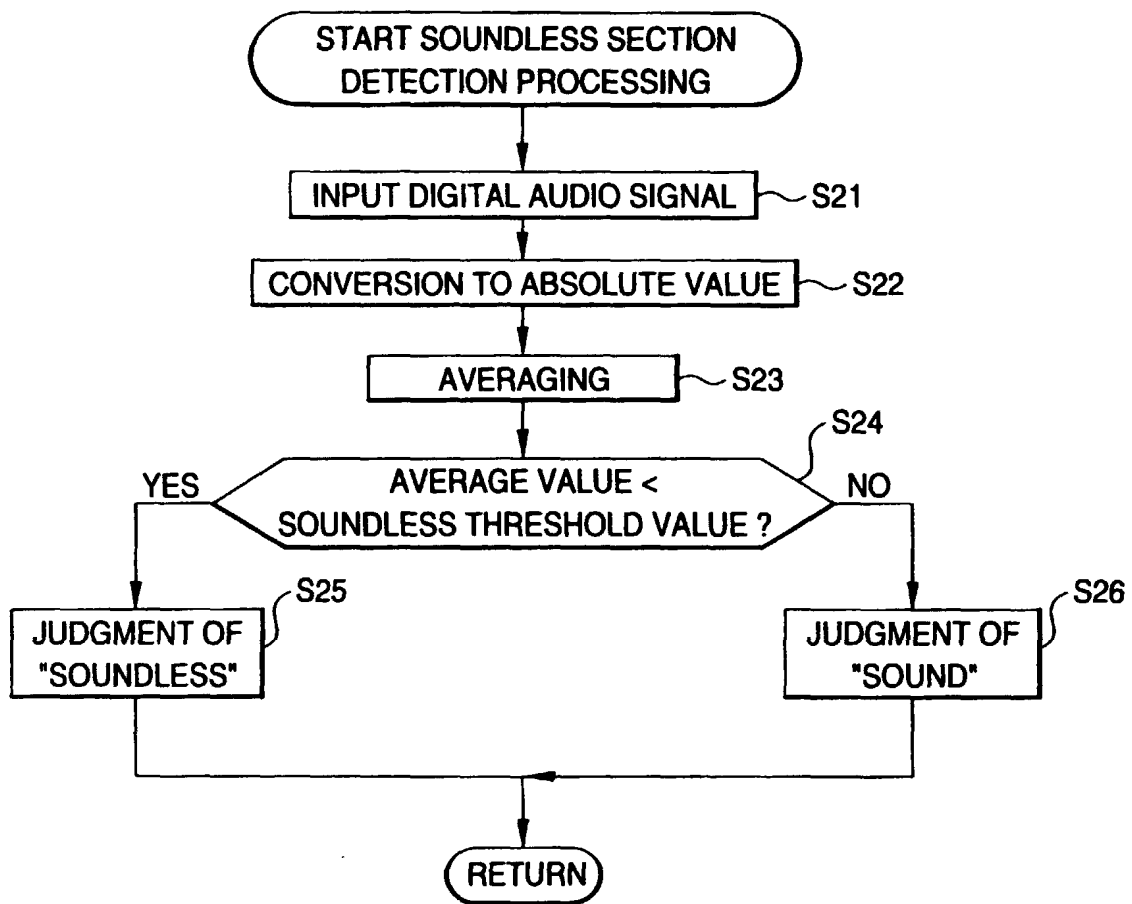 START SOUNDLESS SECTION
DETECTION PROCESSING
INPUT DIGITAL AUDIO SIGNAL
S21
CONVERSION TO ABSOLUTE VALUE
S22
AVERAGING
S23
S24
YES
AVERAGE VALUE <
SOUNDLESS THRESHOLD VALUE ?
NO
S25
JUDGMENT OF
"SOUNDLESS"
S26
JUDGMENT OF
"SOUND"
RETURN